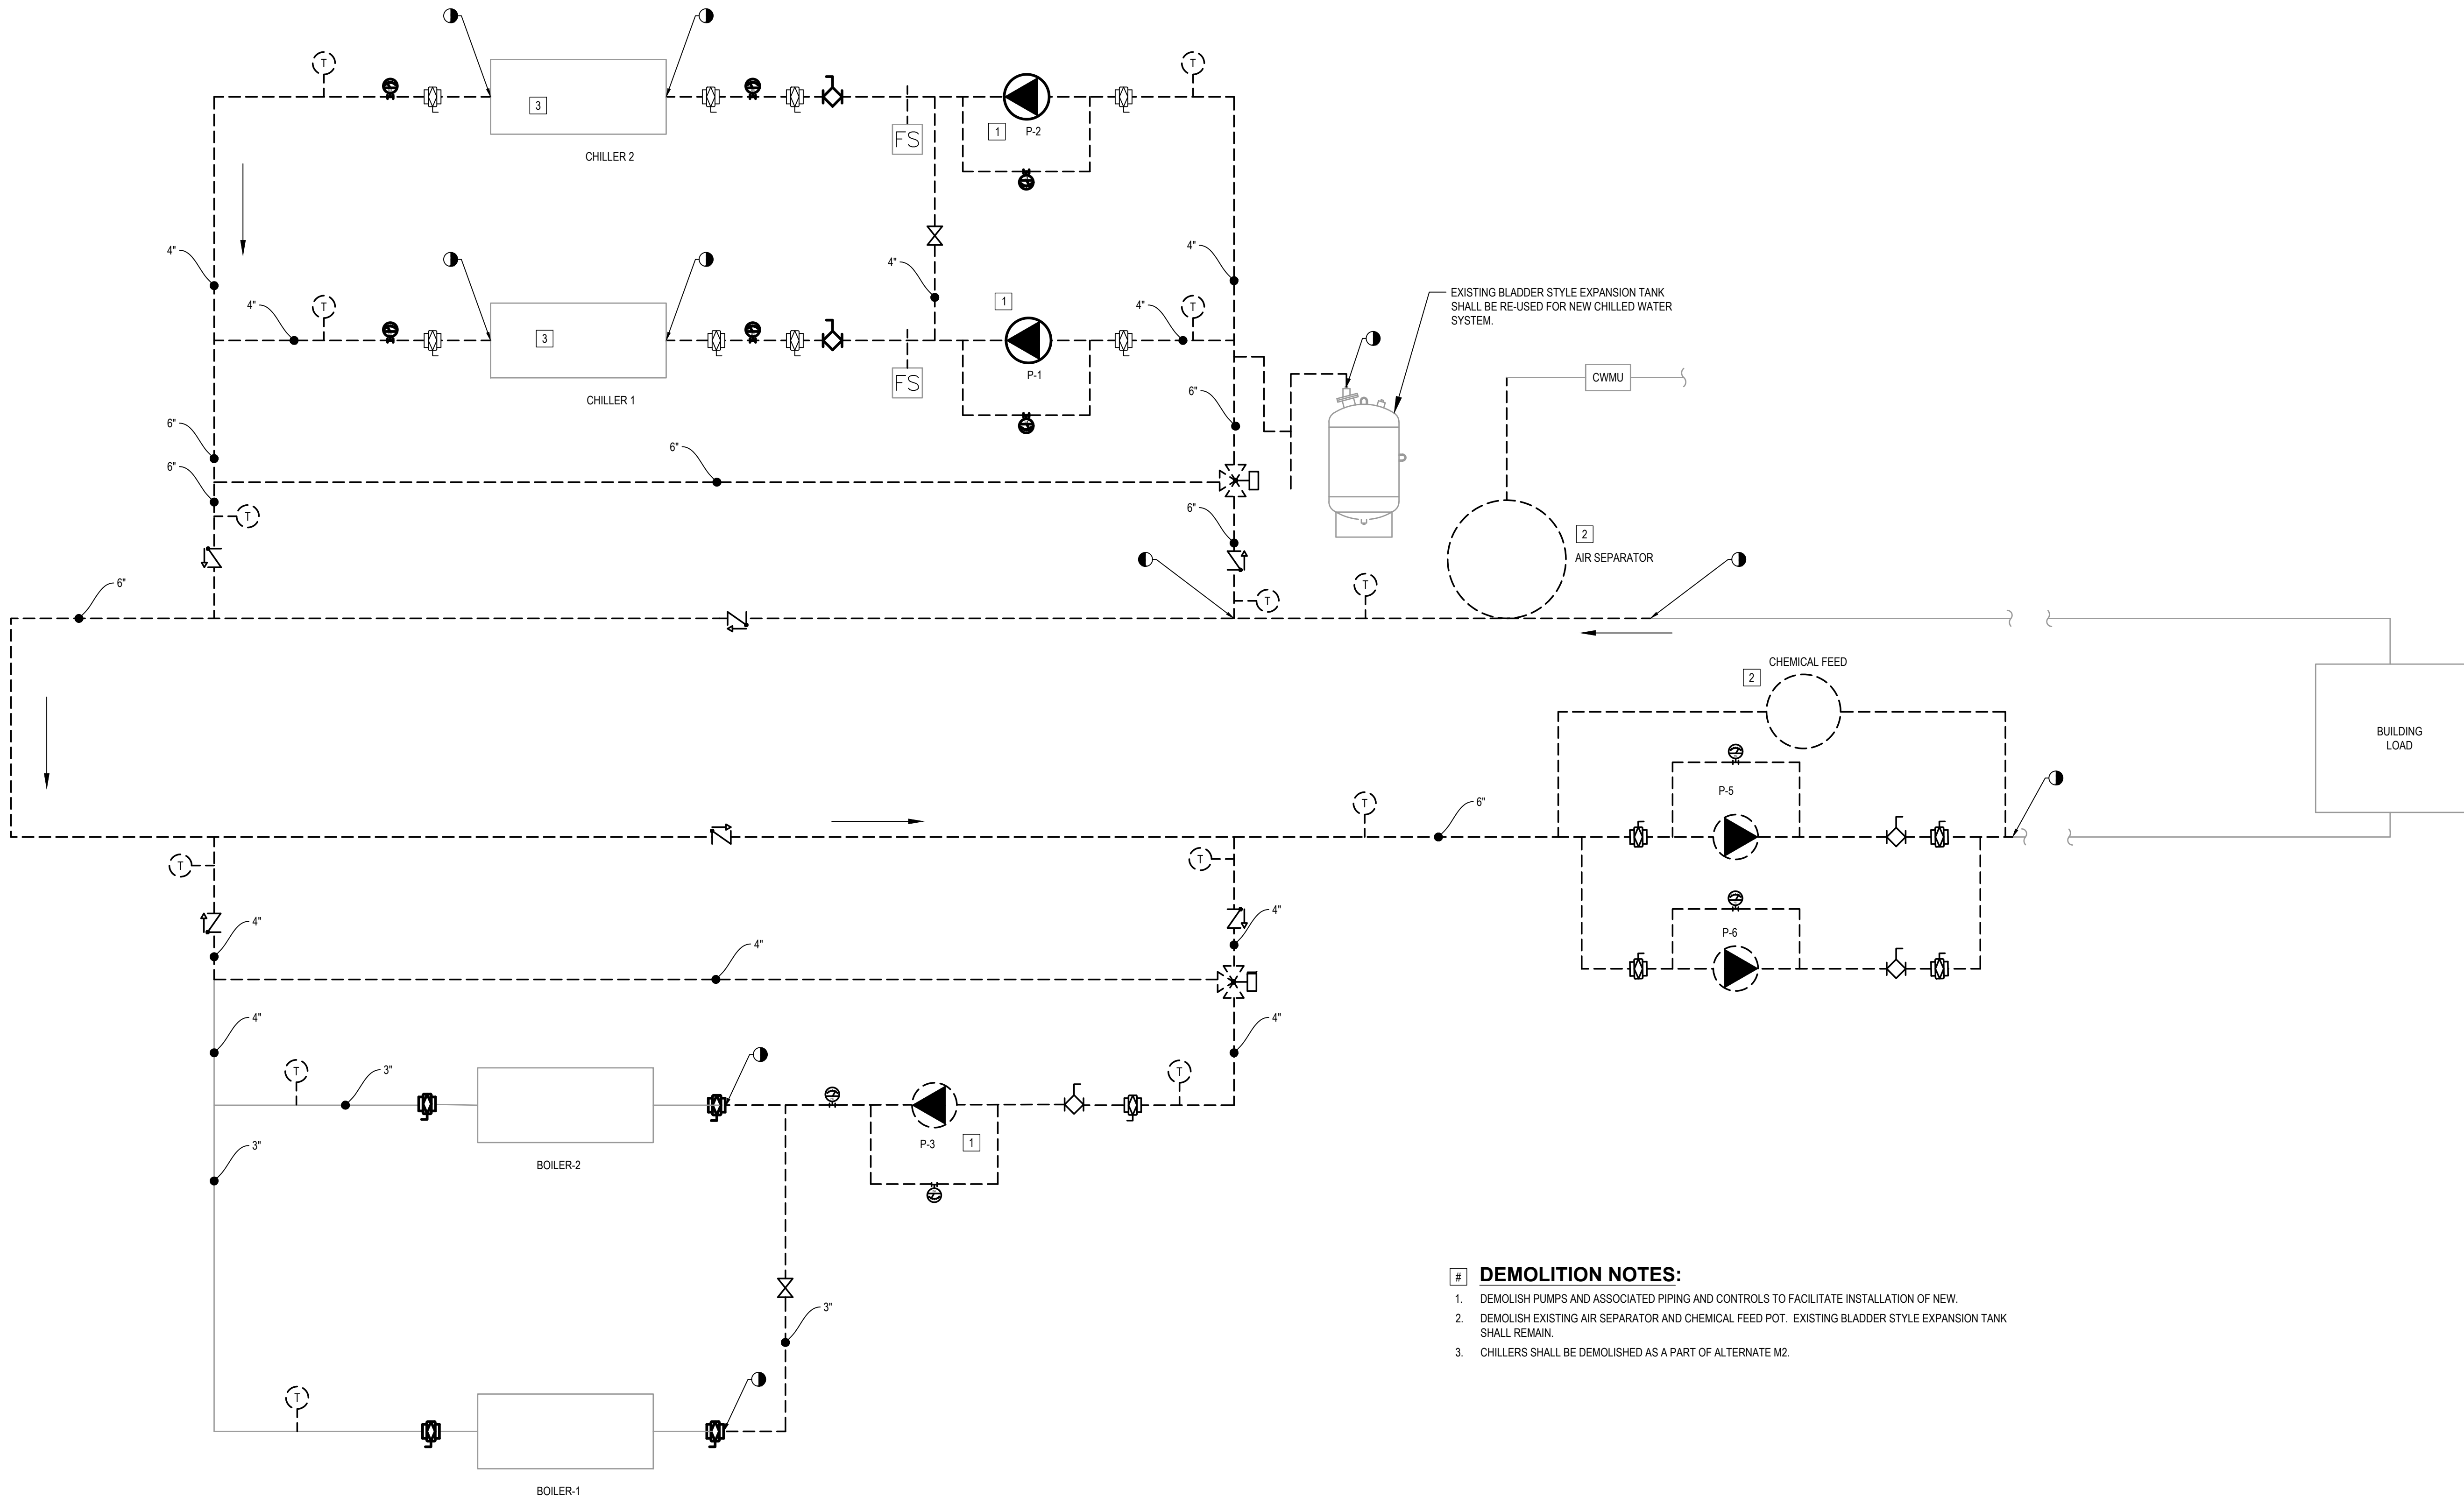 T
T
3
1
P-2
FS
CHILLER 2
4"
4"
4"
4"
T
1
4"
T
EXISTING BLADDER STYLE EXPANSION TANK
SHALL BE RE-USED FOR NEW CHILLED WATER
SYSTEM.
3
P-1
FS
CWMU
CHILLER 1
6"
6"
6"
6"
6"
T
2
AIR SEPARATOR
6"
T
T
CHEMICAL FEED
2
BUILDING
LOAD
P-5
T
6"
T
T
4"
4"
P-6
4"
4"
4"
T
3"
T
P-3
1
3"
BOILER-2
3"
T
BOILER-1
# DEMOLITION NOTES:
1. DEMOLISH PUMPS AND ASSOCIATED PIPING AND CONTROLS TO FACILITATE INSTALLATION OF NEW.
2. DEMOLISH EXISTING AIR SEPARATOR AND CHEMICAL FEED POT. EXISTING BLADDER STYLE EXPANSION TANK
SHALL REMAIN.
3. CHILLERS SHALL BE DEMOLISHED AS A PART OF ALTERNATE M2.